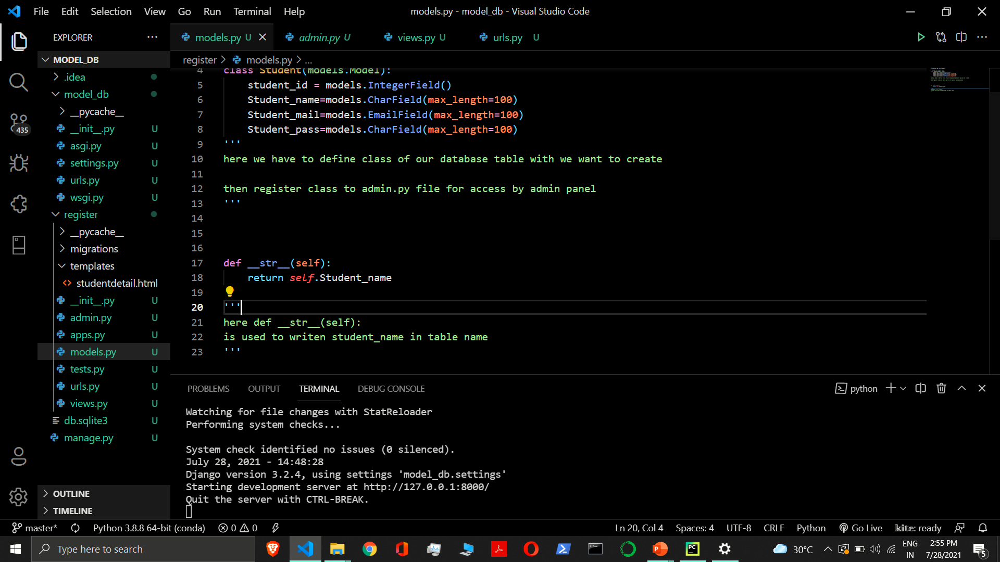 File Edit Selection View Go Run Terminal Help
models.py - model_db - Visual Studio Code
EXPLORER
models.py U
admin.py U
views.py U
urls.py U
MODEL_DB
register > models.py > ...
.idea
model_db
__pycache__
__init__.py U
asgi.py U
settings.py U
urls.py U
wsgi.py U
register
__pycache__
migrations
templates
studentdetail.html
__init__.py U
admin.py U
apps.py U
models.py U
tests.py U
urls.py U
views.py U
db.sqlite3 U
manage.py U
OUTLINE
TIMELINE
435
4 class Student(models.Model):
5 student_id = models.IntegerField()
6 Student_name=models.CharField(max_length=100)
7 Student_mail=models.EmailField(max_length=100)
8 Student_pass=models.CharField(max_length=100)
9 '''
10 here we have to define class of our database table with we want to create
11
12 then register class to admin.py file for access by admin panel
13 '''
14
15
16
17 def __str__(self):
18 return self.Student_name
19
20 '''
21 here def __str__(self):
22 is used to writen student_name in table name
23 '''
PROBLEMS OUTPUT TERMINAL DEBUG CONSOLE
python
Watching for file changes with StatReloader
Performing system checks...
System check identified no issues (0 silenced).
July 28, 2021 - 14:48:28
Django version 3.2.4, using settings 'model_db.settings'
Starting development server at http://127.0.0.1:8000/
Quit the server with CTRL-BREAK.
master* Python 3.8.8 64-bit (conda) 0 0
Ln 20, Col 4 Spaces: 4 UTF-8 CRLF Python Go Live kite: ready
Type here to search
PC
30°C
ENG
IN
2:55 PM
7/28/2021
5